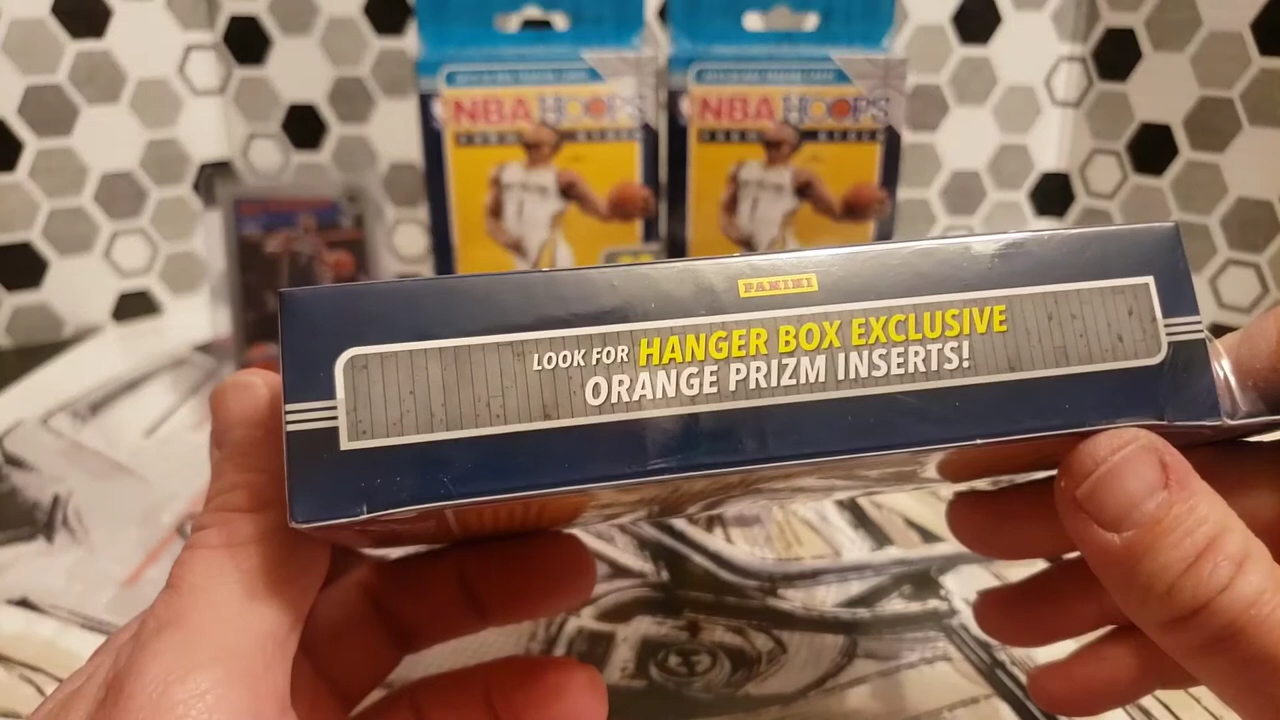 NBA HOOPS
NBA HOOPS
PANINI
LOOK FOR HANGER BOX EXCLUSIVE
ORANGE PRIZM INSERTS!